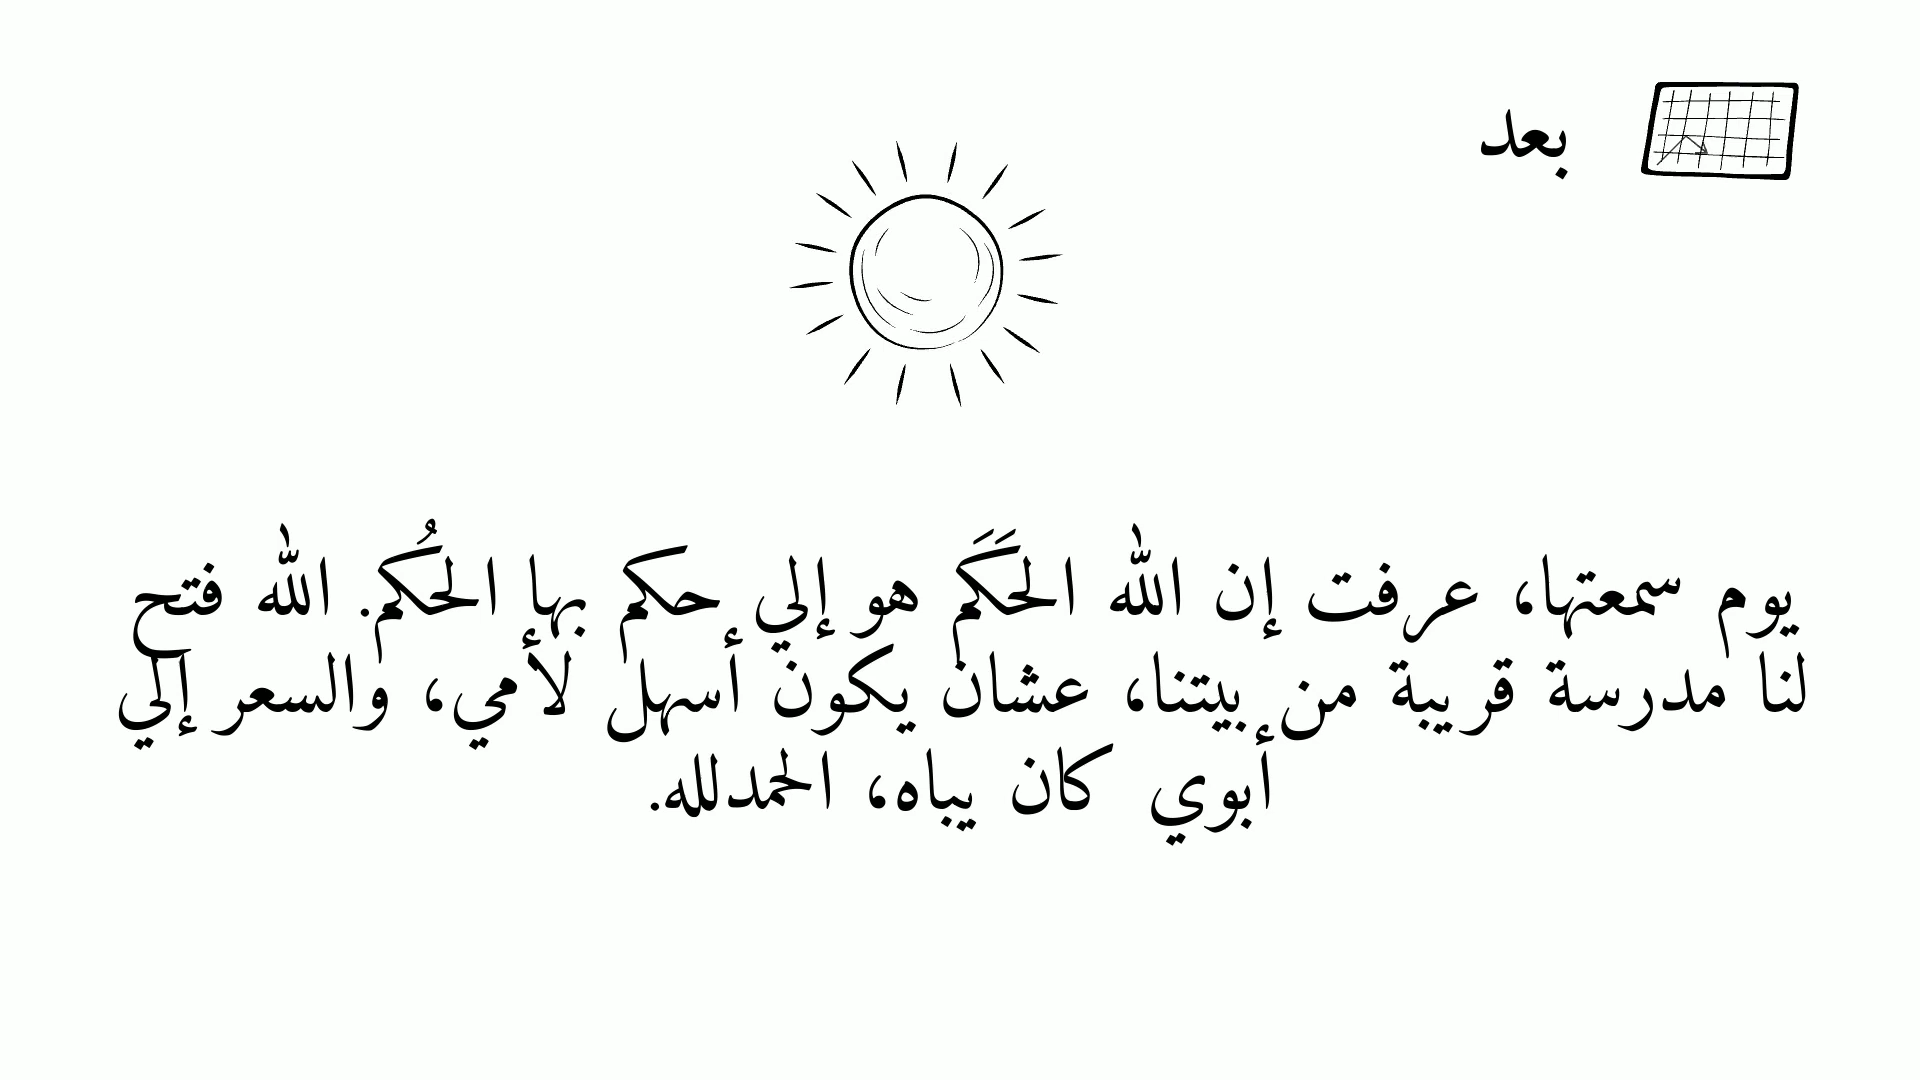 بعد
يوم سمعتها، عرفت إن الله الحَكَم هو إلي حكم بها الحُكم. الله فتح
لنا مدرسة قريبة من بيتنا، عشان يكون أسهل لأمي، والسعر إلي
أبوي كان يباه، الحمدلله.